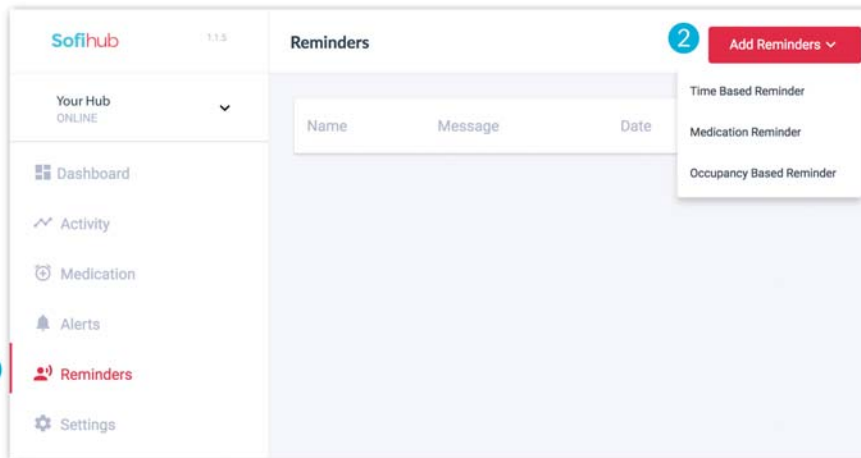 Sofihub 1.1.5
Reminders
2
Add Reminders
Your Hub
ONLINE
Time Based Reminder
Medication Reminder
Occupancy Based Reminder
Name Message Date
Dashboard
Activity
Medication
Alerts
Reminders
Settings